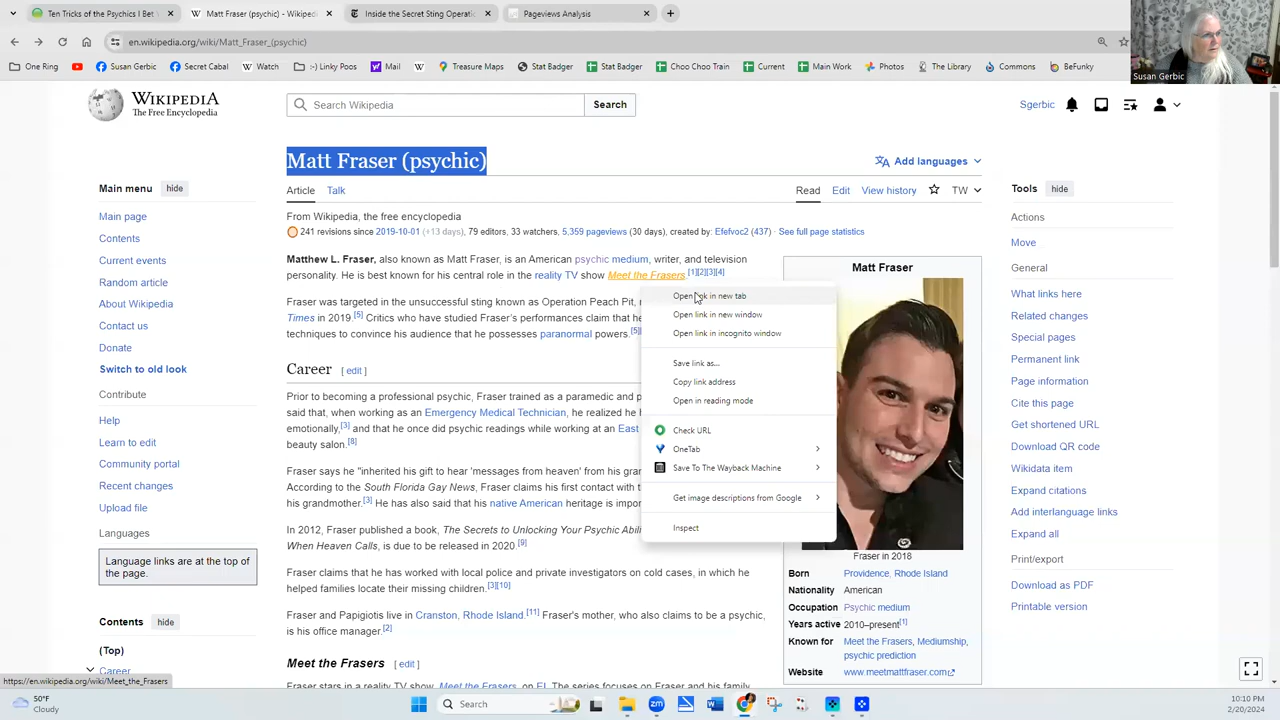 Ten Tricks of the Psychics I Bet
Matt Fraser (psychic) - Wikipedi
Inside the Secret Sting Operatio
Pageviews Analysis
en.wikipedia.org/wiki/Matt_Fraser_(psychic)
One Ring
Susan Gerbic
Secret Cabal
Watch
:-) Linky Poos
Mail
Treasure Maps
Stat Badger
Stat Badger
Choo Choo Train
Current
Main Work
Photos
The Library
Commons
BeFunky
Susan Gerbic
WIKIPEDIA
The Free Encyclopedia
Search Wikipedia
Search
Sgerbic
Matt Fraser (psychic)
Add languages
Main menu hide
Main page
Contents
Current events
Random article
About Wikipedia
Contact us
Donate
Switch to old look
Contribute
Help
Learn to edit
Community portal
Recent changes
Upload file
Languages
Language links are at the top of
the page.
Contents hide
(Top)
Career
Article Talk
Read Edit View history TW
From Wikipedia, the free encyclopedia
241 revisions since 2019-10-01 (+13 days), 79 editors, 33 watchers, 5,359 pageviews (30 days), created by: Efefvoc2 (437) · See full page statistics
Matthew L. Fraser, also known as Matt Fraser, is an American psychic medium, writer, and television
personality. He is best known for his central role in the reality TV show Meet the Frasers.[1][2][3][4]
Fraser was targeted in the unsuccessful sting known as Operation Peach Pit,
Times in 2019.[5] Critics who have studied Fraser's performances claim that he
techniques to convince his audience that he possesses paranormal powers.[5]
Career [ edit ]
Prior to becoming a professional psychic, Fraser trained as a paramedic and
said that, when working as an Emergency Medical Technician, he realized he
emotionally,[3] and that he once did psychic readings while working at an East
beauty salon.[8]
Fraser says he "inherited his gift to hear 'messages from heaven' from his
According to the South Florida Gay News, Fraser claims his first contact with
his grandmother.[3] He has also said that his native American heritage is
In 2012, Fraser published a book, The Secrets to Unlocking Your Psychic
When Heaven Calls, is due to be released in 2020.[9]
Fraser claims that he has worked with local police and private investigators on cold cases, in which he
helped families locate their missing children.[3][10]
Fraser and Papigiotis live in Cranston, Rhode Island.[11] Fraser's mother, who also claims to be a psychic,
is his office manager.[2]
Meet the Frasers [ edit ]
Fraser stars in a reality TV show, Meet the Frasers, on E!. The series focuses on Fraser and his family
Open link in new tab
Open link in new window
Open link in incognito window
Save link as...
Copy link address
Open in reading mode
Check URL
OneTab
Save To The Wayback Machine
Get image descriptions from Google
Inspect
Matt Fraser
Fraser in 2018
Born Providence, Rhode Island
Nationality American
Occupation Psychic medium
Years active 2010–present[1]
Known for Meet the Frasers, Mediumship,
psychic prediction
Website www.meetmattfraser.com
Tools hide
Actions
Move
General
What links here
Related changes
Special pages
Permanent link
Page information
Cite this page
Get shortened URL
Download QR code
Wikidata item
Expand citations
Add interlanguage links
Expand all
Print/export
Download as PDF
Printable version
https://en.wikipedia.org/wiki/Meet_the_Frasers
50°F
Cloudy
Search
10:10 PM
2/20/2024